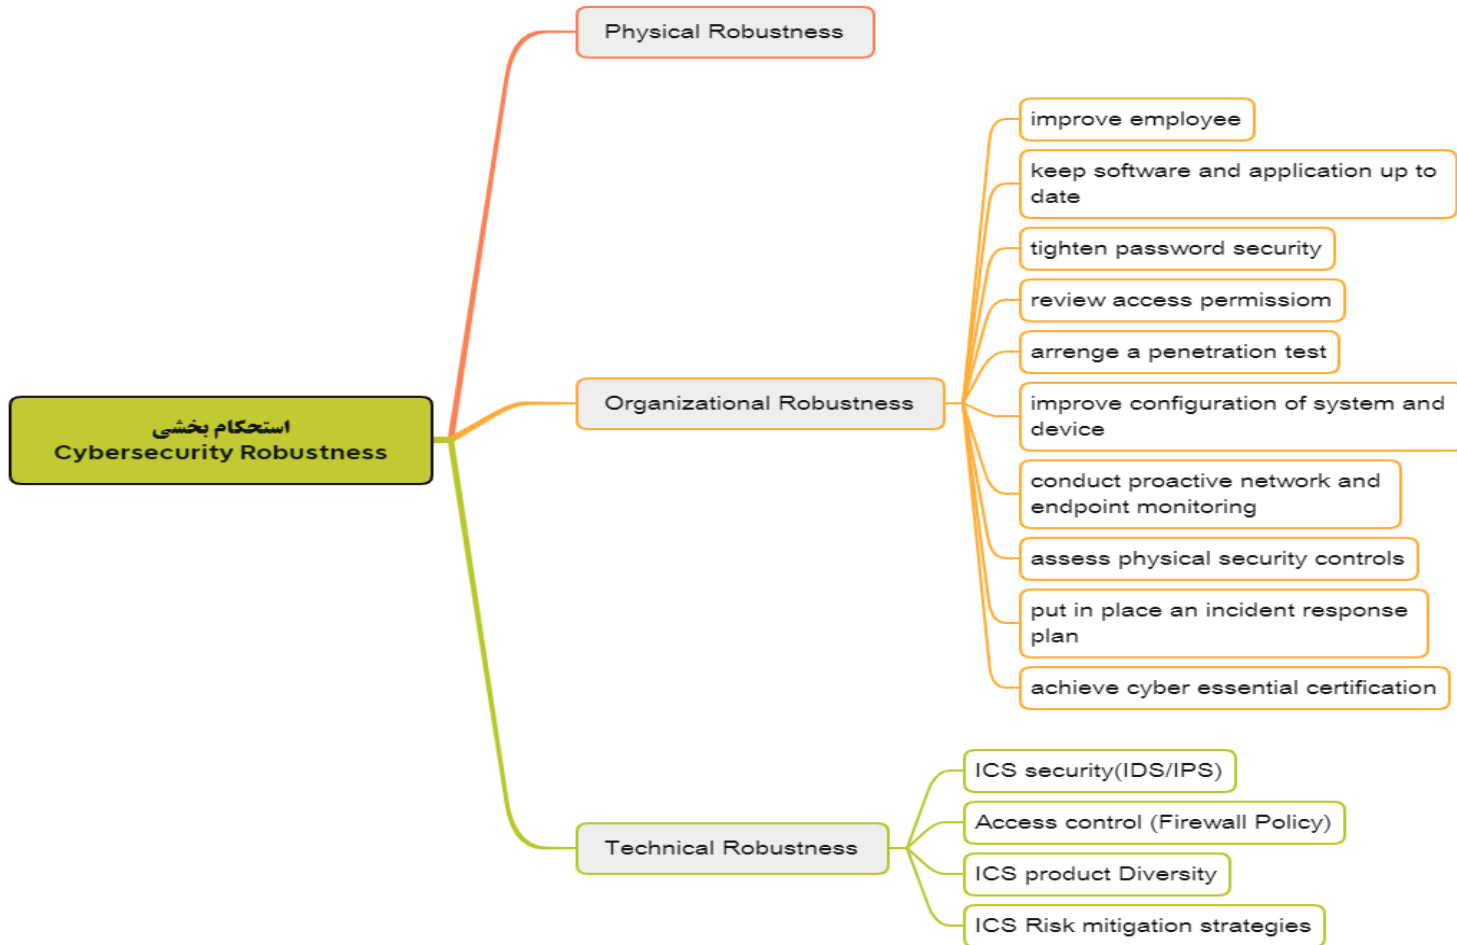 Physical Robustness
improve employee
keep software and application up to
date
tighten password security
review access permissiom
arrenge a penetration test
Organizational Robustness
improve configuration of system and
device
استحکام بخشی
Cybersecurity Robustness
conduct proactive network and
endpoint monitoring
assess physical security controls
put in place an incident response
plan
achieve cyber essential certification
ICS security(IDS/IPS)
Access control (Firewall Policy)
Technical Robustness
ICS product Diversity
ICS Risk mitigation strategies